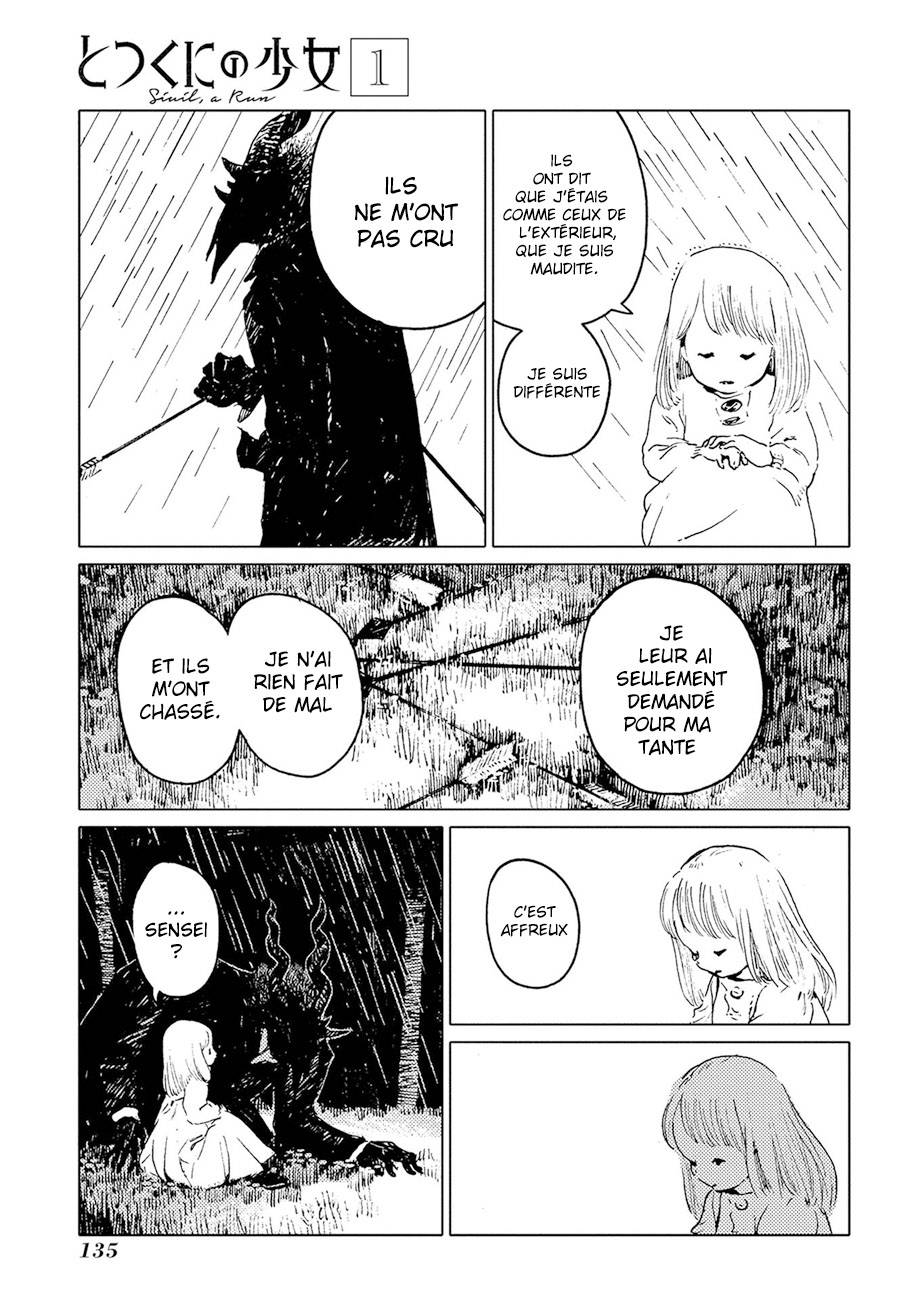 とつくにの少女 1
Siúil, a Run
ILS
ONT DIT
QUE J'ÉTAIS
COMME CEUX DE
L'EXTÉRIEUR,
QUE JE SUIS
MAUDITE.
JE SUIS
DIFFÉRENTE
ILS
NE M'ONT
PAS CRU
JE
LEUR AI
SEULEMENT
DEMANDÉ
POUR MA
TANTE
JE N'AI
RIEN FAIT
DE MAL
ET ILS
M'ONT
CHASSÉ.
C'EST
AFFREUX
...
SENSEI
?
135